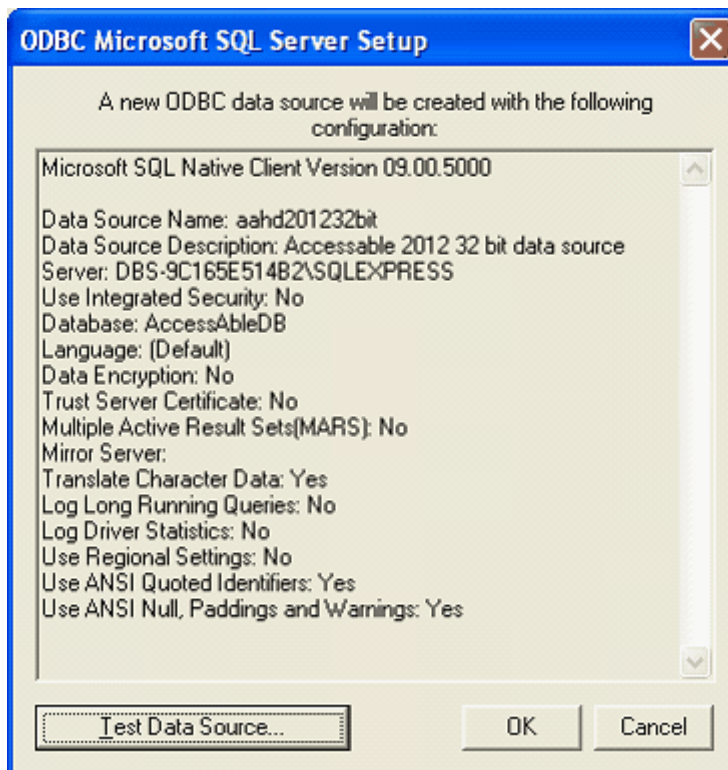 ODBC Microsoft SQL Server Setup
A new ODBC data source will be created with the following
configuration:
Microsoft SQL Native Client Version 09.00.5000
Data Source Name: aahd201232bit
Data Source Description: Accessable 2012 32 bit data source
Server: DBS-9C165E514B2\SQLEXPRESS
Use Integrated Security: No
Database: AccessAbleDB
Language: (Default)
Data Encryption: No
Trust Server Certificate: No
Multiple Active Result Sets(MARS): No
Mirror Server:
Translate Character Data: Yes
Log Long Running Queries: No
Log Driver Statistics: No
Use Regional Settings: No
Use ANSI Quoted Identifiers: Yes
Use ANSI Null, Paddings and Warnings: Yes
Test Data Source... OK Cancel